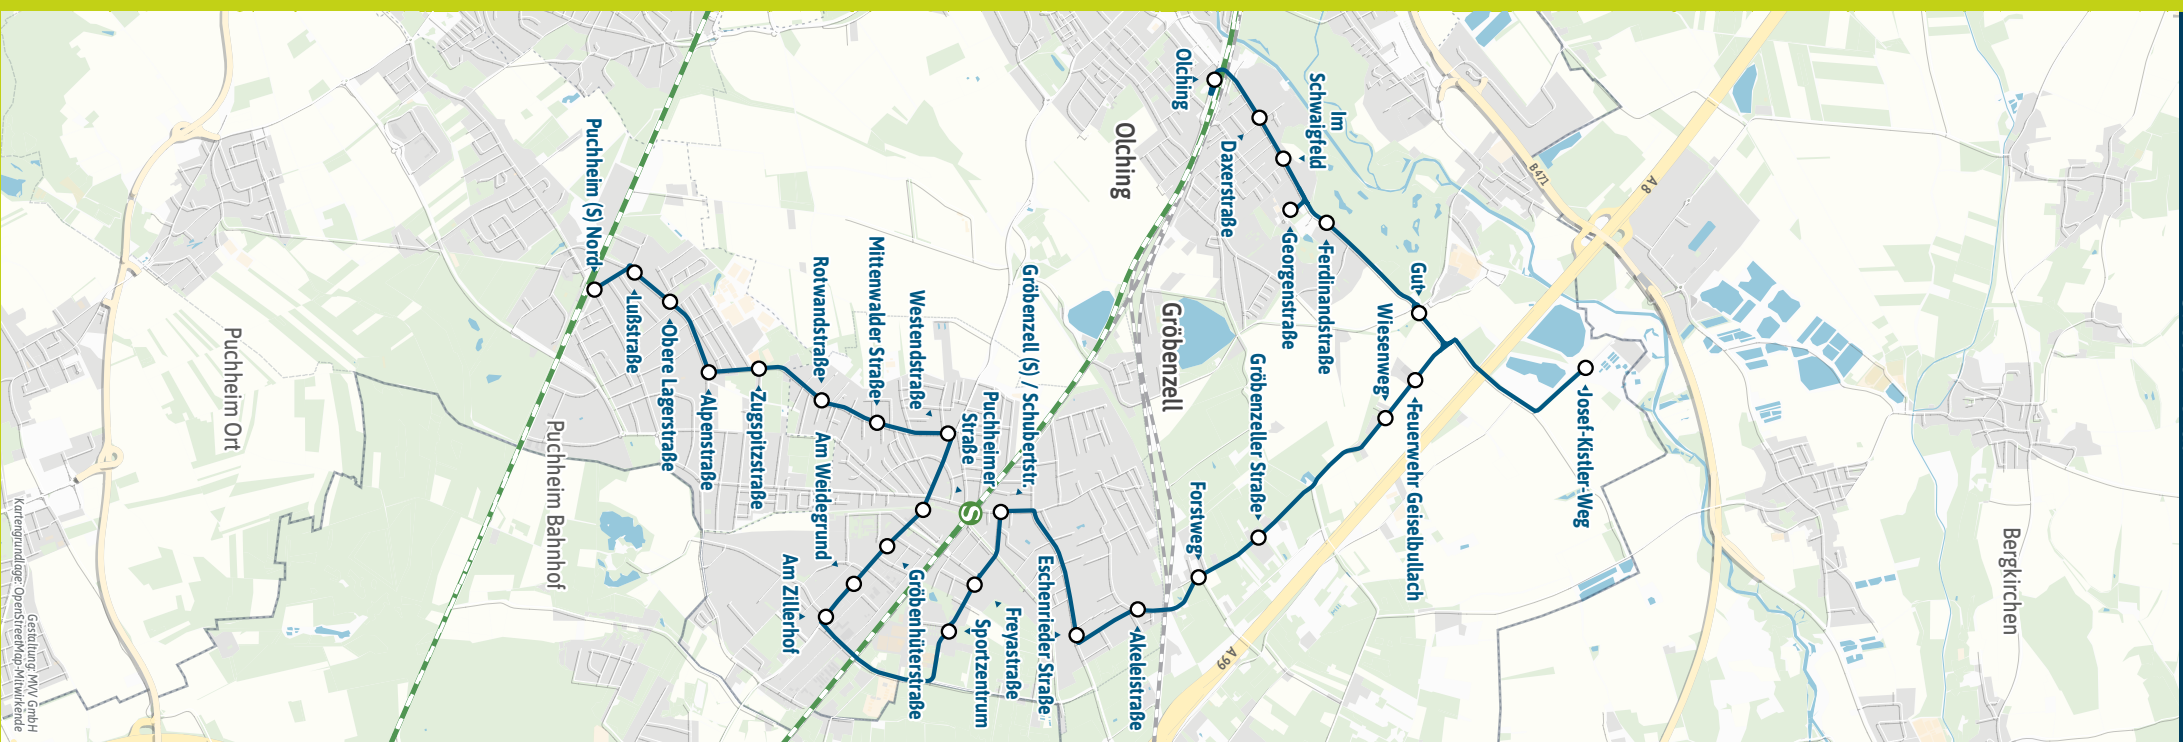 Olching
Im
Schwaigfeld
Daxerstraße
Georgenstraße
Ferdinandstraße
Gut
Wiesenweg
Feuerwehr Geiselbullach
Josef-Kistler-Weg
Gröbenzeller Straße
Forstweg
Akeleistraße
Eschenrieder Straße
Gröbenzell (S) / Schubertstr.
Freyastraße
Sportzentrum
Am Zillerhof
Am Weidegrund
Gröbenhüterstraße
Puchheimer
Straße
Westendstraße
Mittenwalder Straße
Rotwandstraße
Zugspitzstraße
Alpenstraße
Obere Lagerstraße
Lußstraße
Puchheim (S) Nord
Olching
Gröbenzell
Puchheim Bahnhof
Puchheim Ort
Bergkirchen
B 471
A 8
A 99
S
Gestaltung: MVV GmbH
Kartengrundlage: OpenStreetMap-Mitwirkende